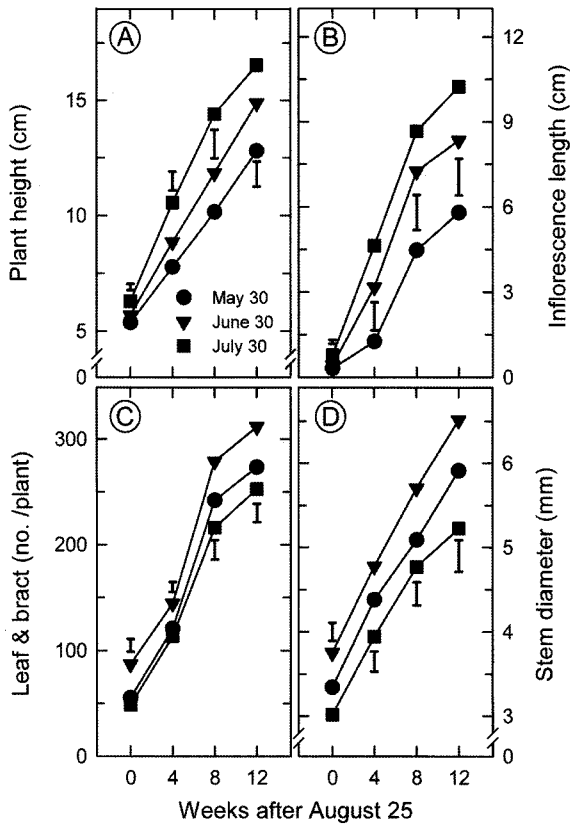 A
Plant height (cm)
15
10
5
0
May 30
June 30
July 30
B
Inflorescence length (cm)
12
9
6
3
0
C
Leaf & bract (no. /plant)
300
200
100
0
0 4 8 12
D
Stem diameter (mm)
6
5
4
3
0
0 4 8 12
Weeks after August 25